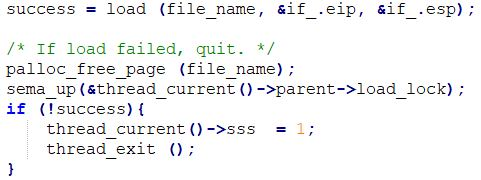 success = load (file_name, &if_.eip, &if_.esp);
/* If load failed, quit. */
palloc_free_page (file_name);
sema_up(&thread_current()->parent->load_lock);
if (!success){
thread_current()->sss  = 1;
thread_exit ();
}